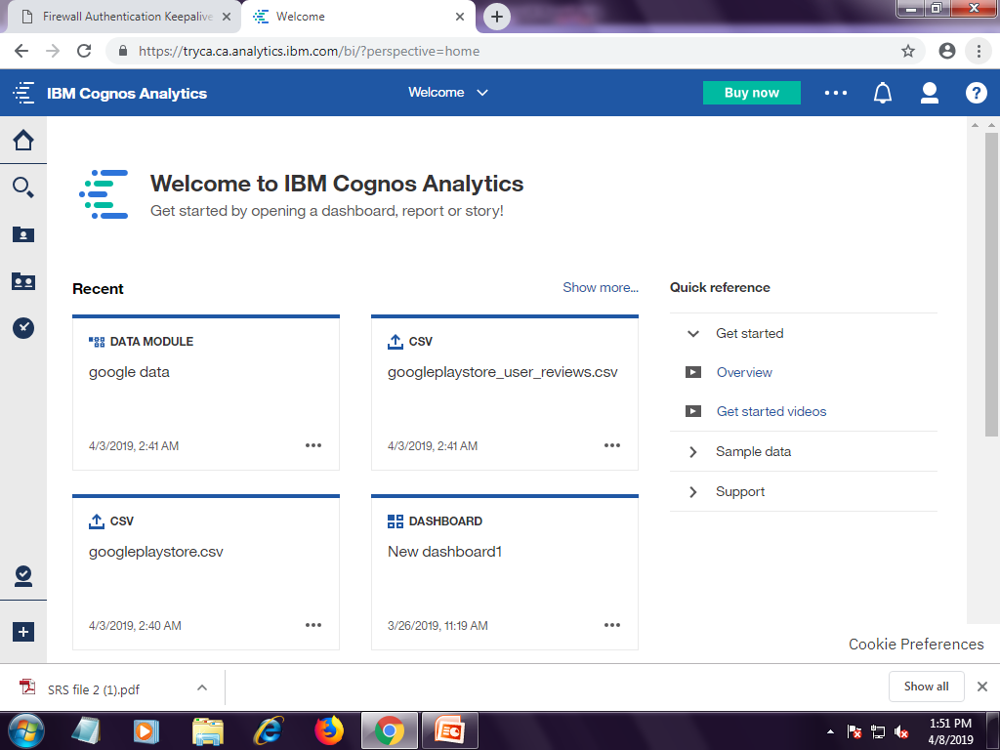 Firewall Authentication Keepalive
Welcome
https://tryca.ca.analytics.ibm.com/bi/?perspective=home
IBM Cognos Analytics
Welcome
Buy now
?
Welcome to IBM Cognos Analytics
Get started by opening a dashboard, report or story!
Recent
Show more...
DATA MODULE
google data
4/3/2019, 2:41 AM
CSV
googleplaystore_user_reviews.csv
4/3/2019, 2:41 AM
CSV
googleplaystore.csv
4/3/2019, 2:40 AM
DASHBOARD
New dashboard1
3/26/2019, 11:19 AM
Quick reference
Get started
Overview
Get started videos
Sample data
Support
Cookie Preferences
SRS file 2 (1).pdf
Show all
1:51 PM
4/8/2019